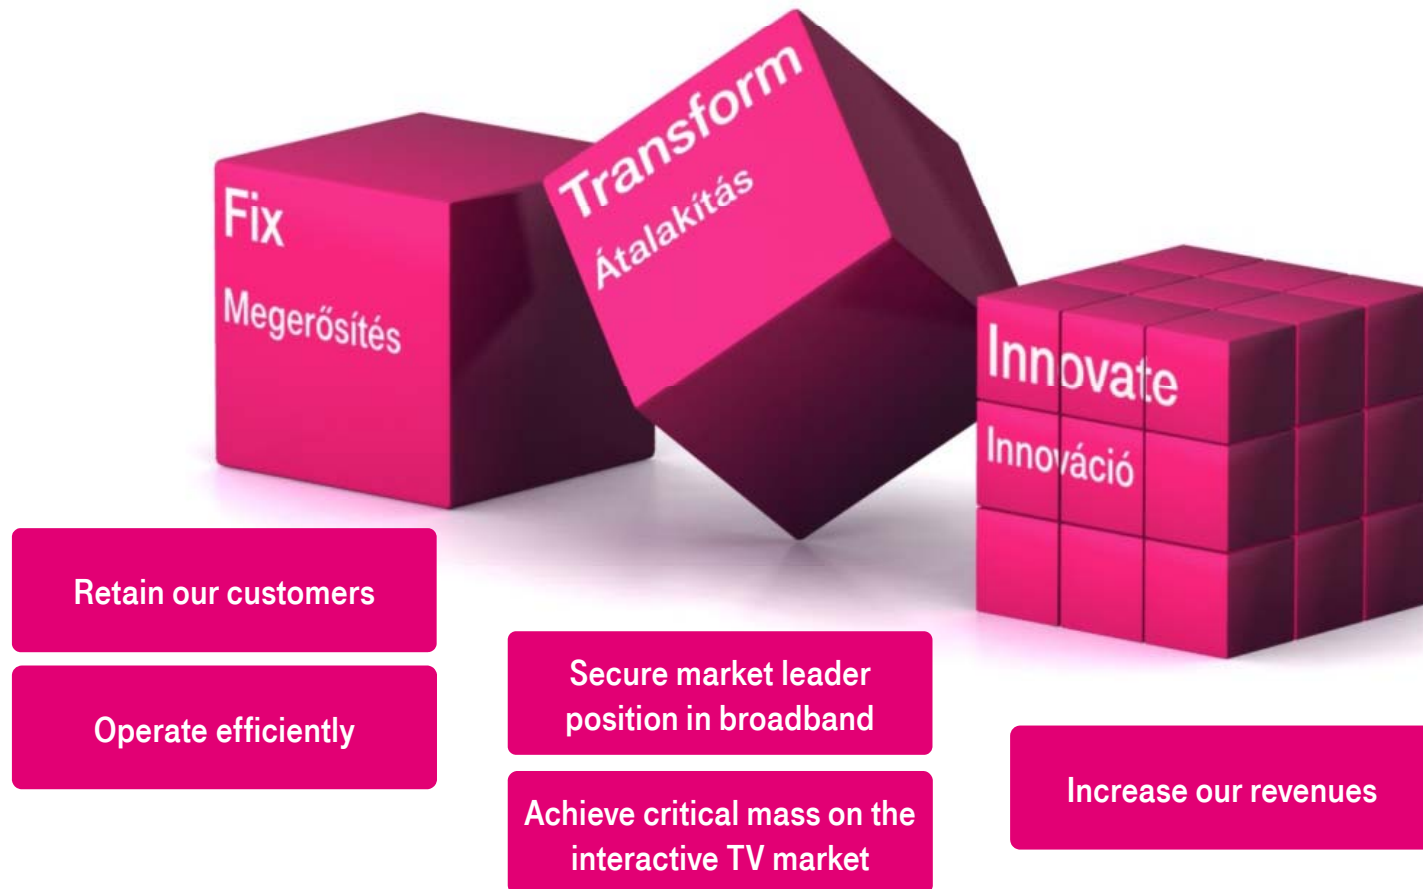 Fix
Megerősítés
Transform
Átalakítás
Innovate
Innováció
Retain our customers
Operate efficiently
Secure market leader
position in broadband
Achieve critical mass on the
interactive TV market
Increase our revenues